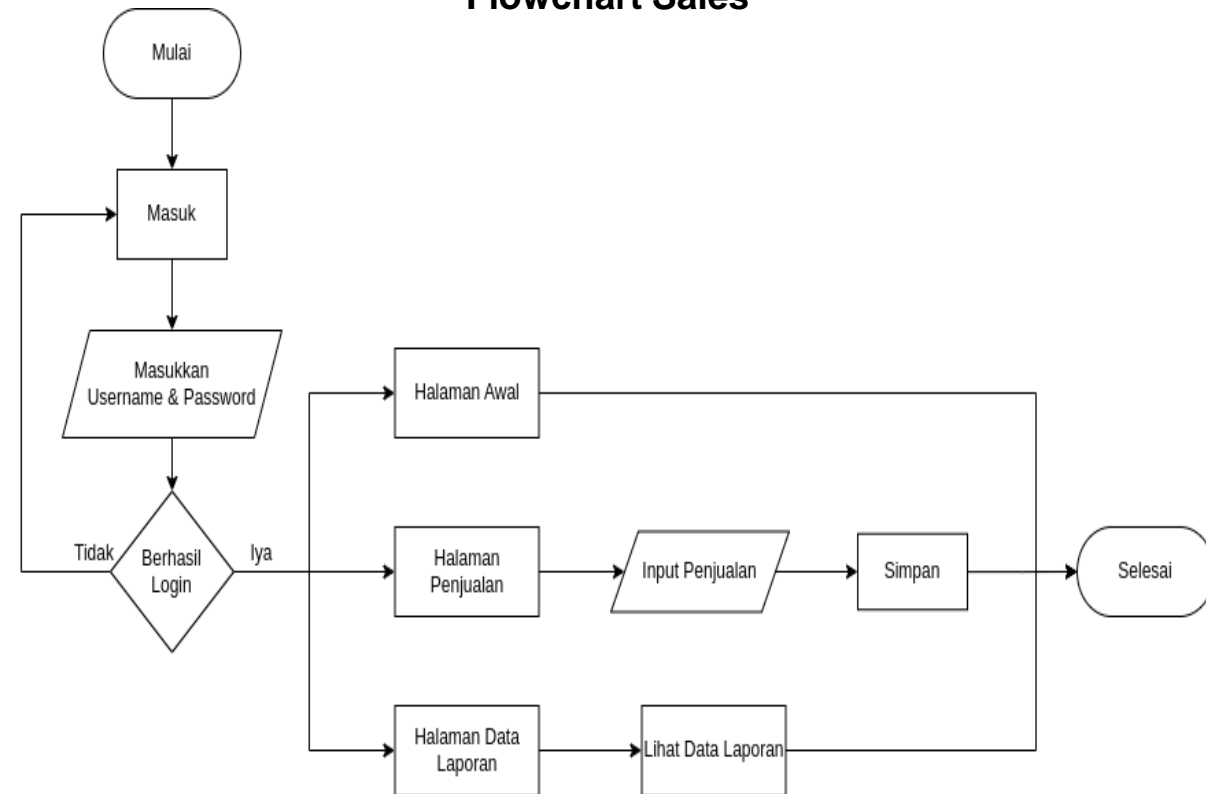 Flowchart Sales
Mulai
Masuk
Masukkan
Username & Password
Berhasil
Login
Tidak
Iya
Halaman Awal
Halaman
Penjualan
Input Penjualan
Simpan
Selesai
Halaman Data
Laporan
Lihat Data Laporan